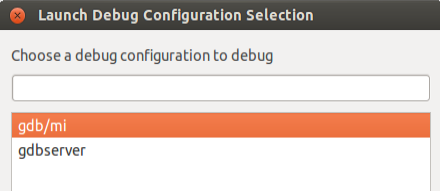 Launch Debug Configuration Selection
Choose a debug configuration to debug
gdb/mi
gdbserver